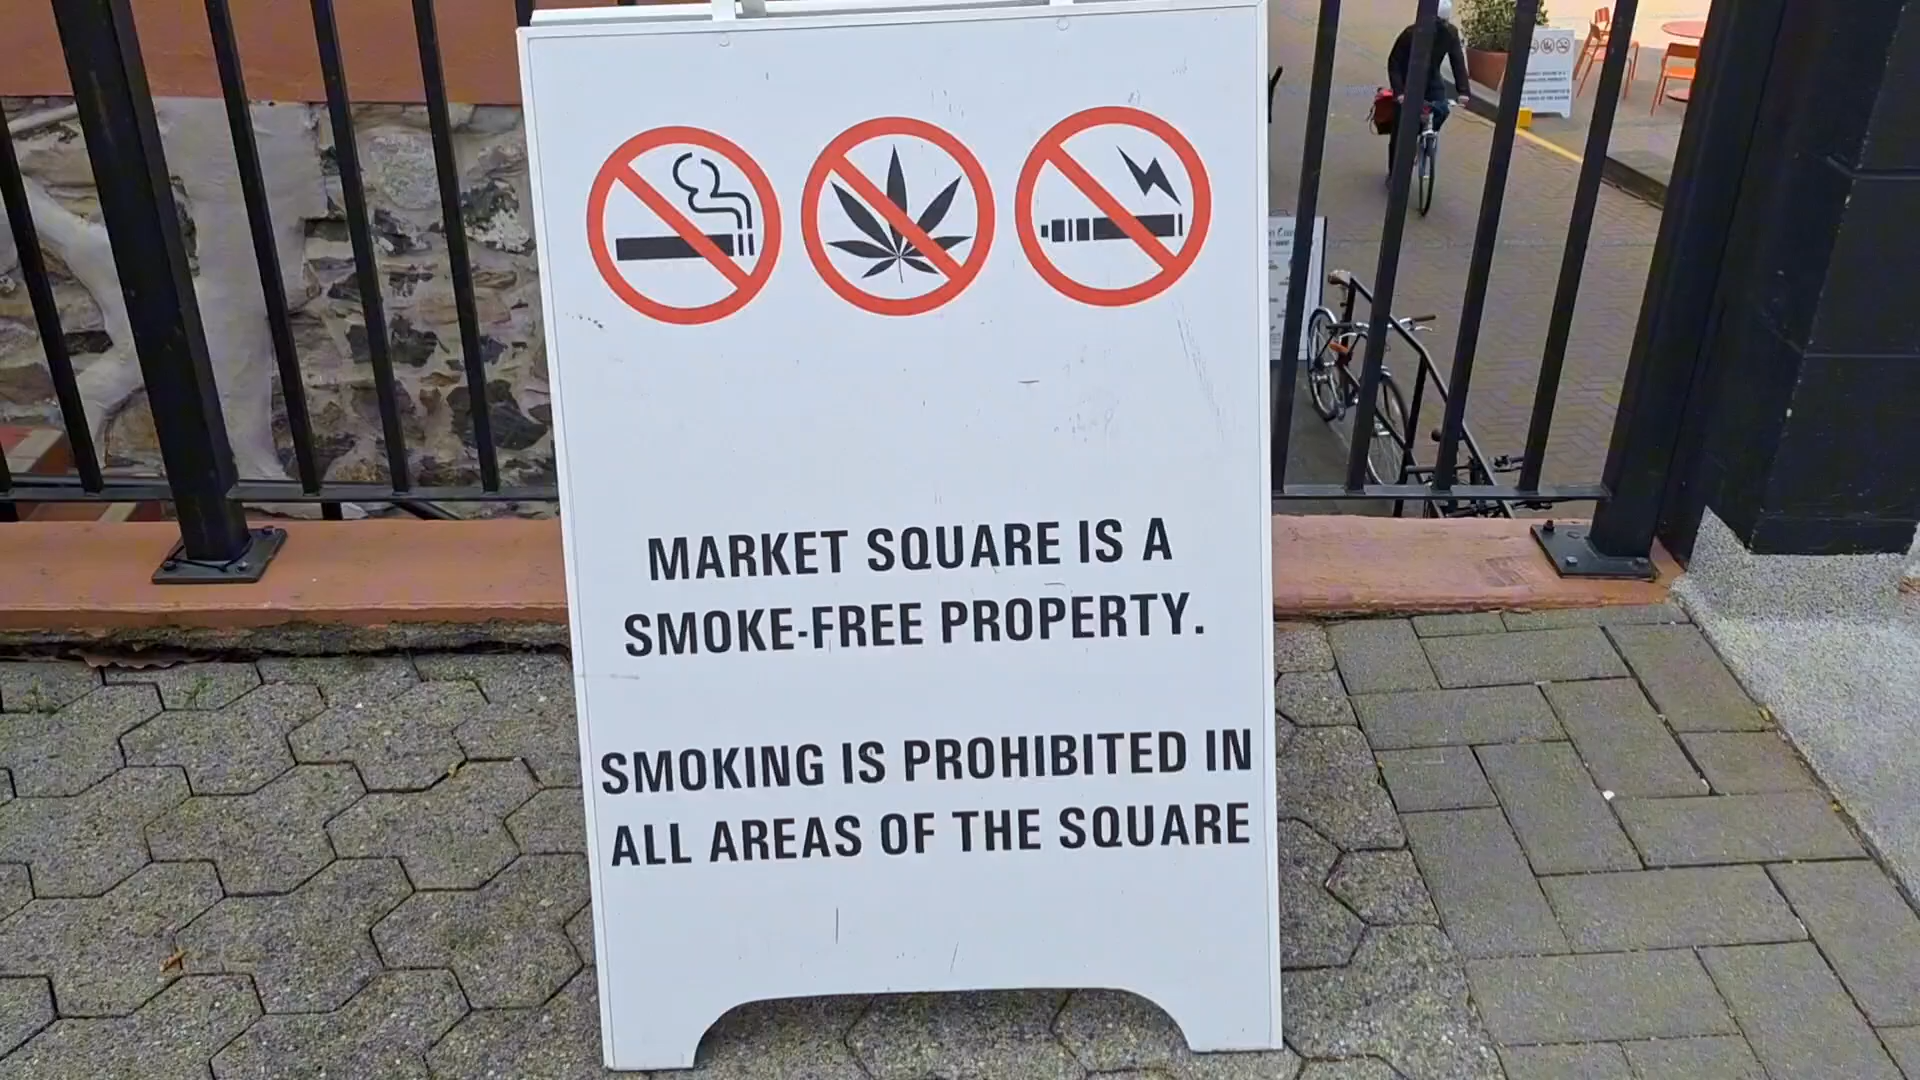 MARKET SQUARE IS A
SMOKE-FREE PROPERTY.
SMOKING IS PROHIBITED IN
ALL AREAS OF THE SQUARE